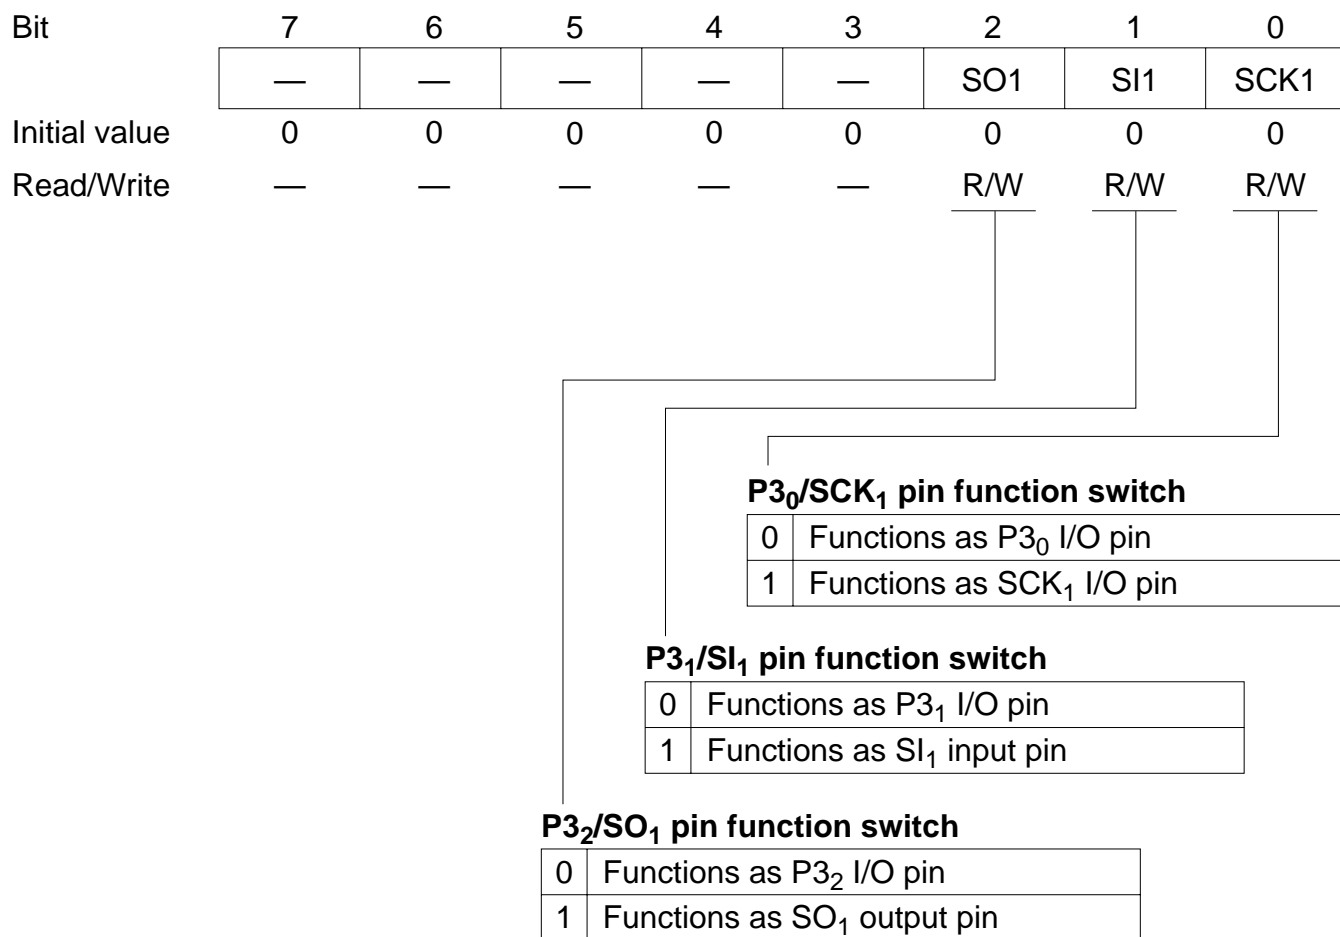 Bit 7 6 5 4 3 2 1 0
— — — — — SO1 SI1 SCK1
Initial value 0 0 0 0 0 0 0 0
Read/Write — — — — — R/W R/W R/W
P3₀/SCK₁ pin function switch
0 Functions as P3₀ I/O pin
1 Functions as SCK₁ I/O pin
P3₁/SI₁ pin function switch
0 Functions as P3₁ I/O pin
1 Functions as SI₁ input pin
P3₂/SO₁ pin function switch
0 Functions as P3₂ I/O pin
1 Functions as SO₁ output pin